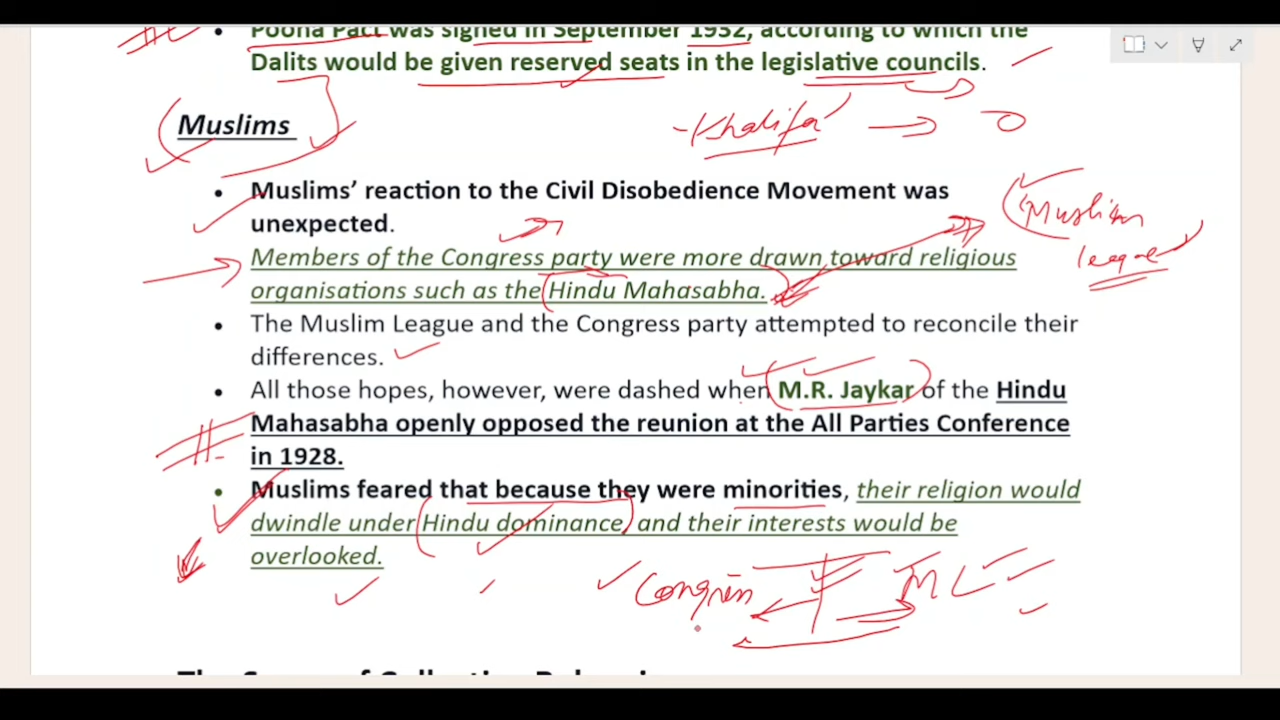 Poona Pact was signed in September 1932, according to which the
Dalits would be given reserved seats in the legislative councils.
Muslims
-Khalifa
Muslims’ reaction to the Civil Disobedience Movement was
unexpected.
Muslim
league
Members of the Congress party were more drawn toward religious
organisations such as the Hindu Mahasabha.
The Muslim League and the Congress party attempted to reconcile their
differences.
All those hopes, however, were dashed when M.R. Jaykar of the Hindu
Mahasabha openly opposed the reunion at the All Parties Conference
in 1928.
Muslims feared that because they were minorities, their religion would
dwindle under Hindu dominance, and their interests would be
overlooked.
Congress ML